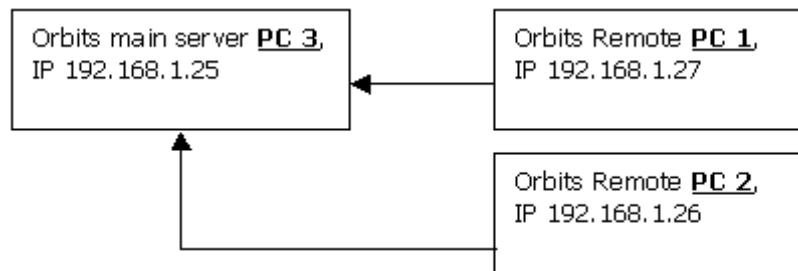 Orbits main server PC 3,
IP 192.168.1.25
Orbits Remote PC 1,
IP 192.168.1.27
Orbits Remote PC 2,
IP 192.168.1.26